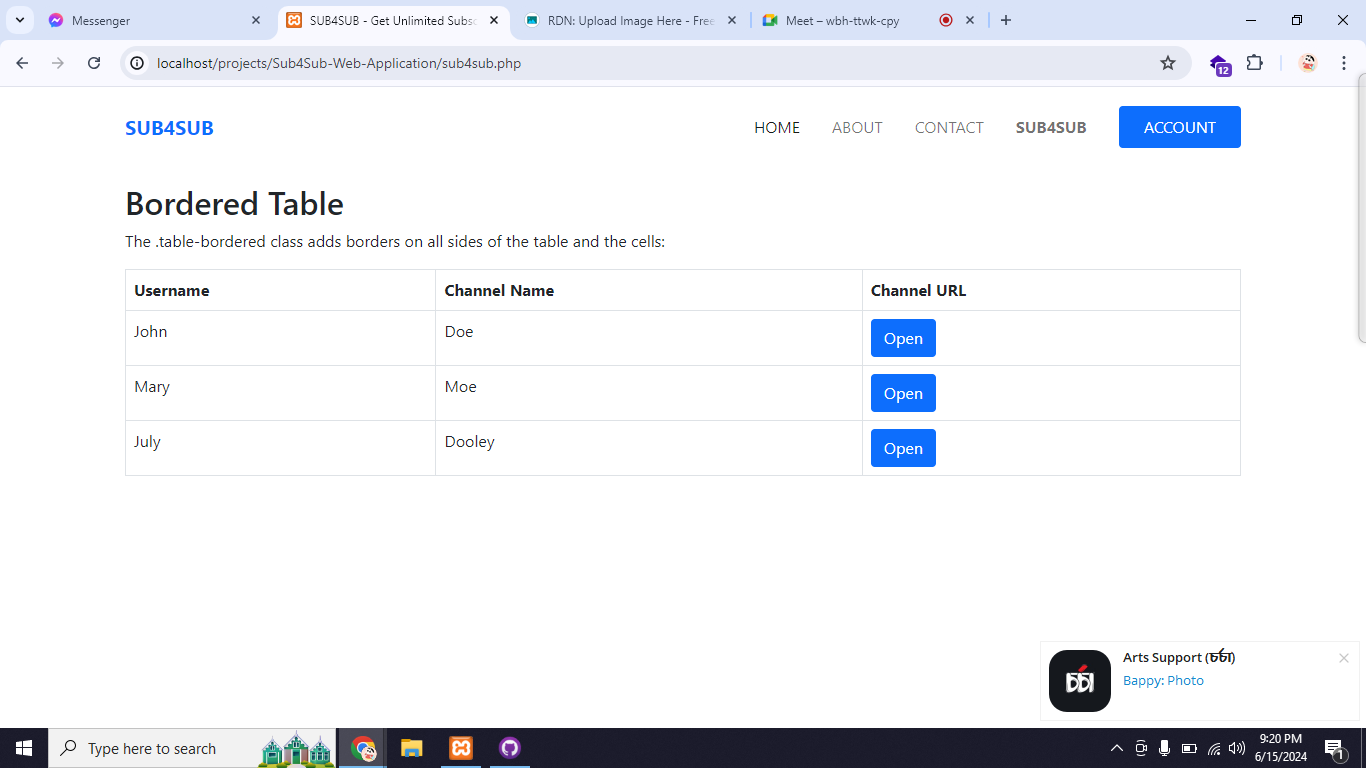 Messenger
SUB4SUB - Get Unlimited Subsc
RDN: Upload Image Here - Free
Meet – wbh-ttwk-cpy
localhost/projects/Sub4Sub-Web-Application/sub4sub.php
12
SUB4SUB
HOME
ABOUT
CONTACT
SUB4SUB
ACCOUNT
Bordered Table
The .table-bordered class adds borders on all sides of the table and the cells:
Username
Channel Name
Channel URL
John
Doe
Open
Mary
Moe
Open
July
Dooley
Open
Arts Support (চর্চা)
Bappy: Photo
চর্চা
Type here to search
9:20 PM
6/15/2024
1